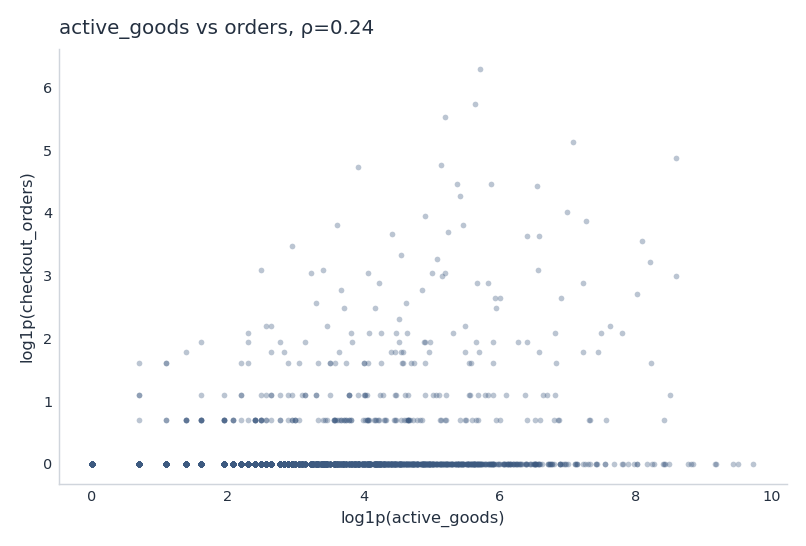 active_goods vs orders, ρ=0.24
log1p(checkout_orders)
6
5
4
3
2
1
0
0 2 4 6 8 10
log1p(active_goods)